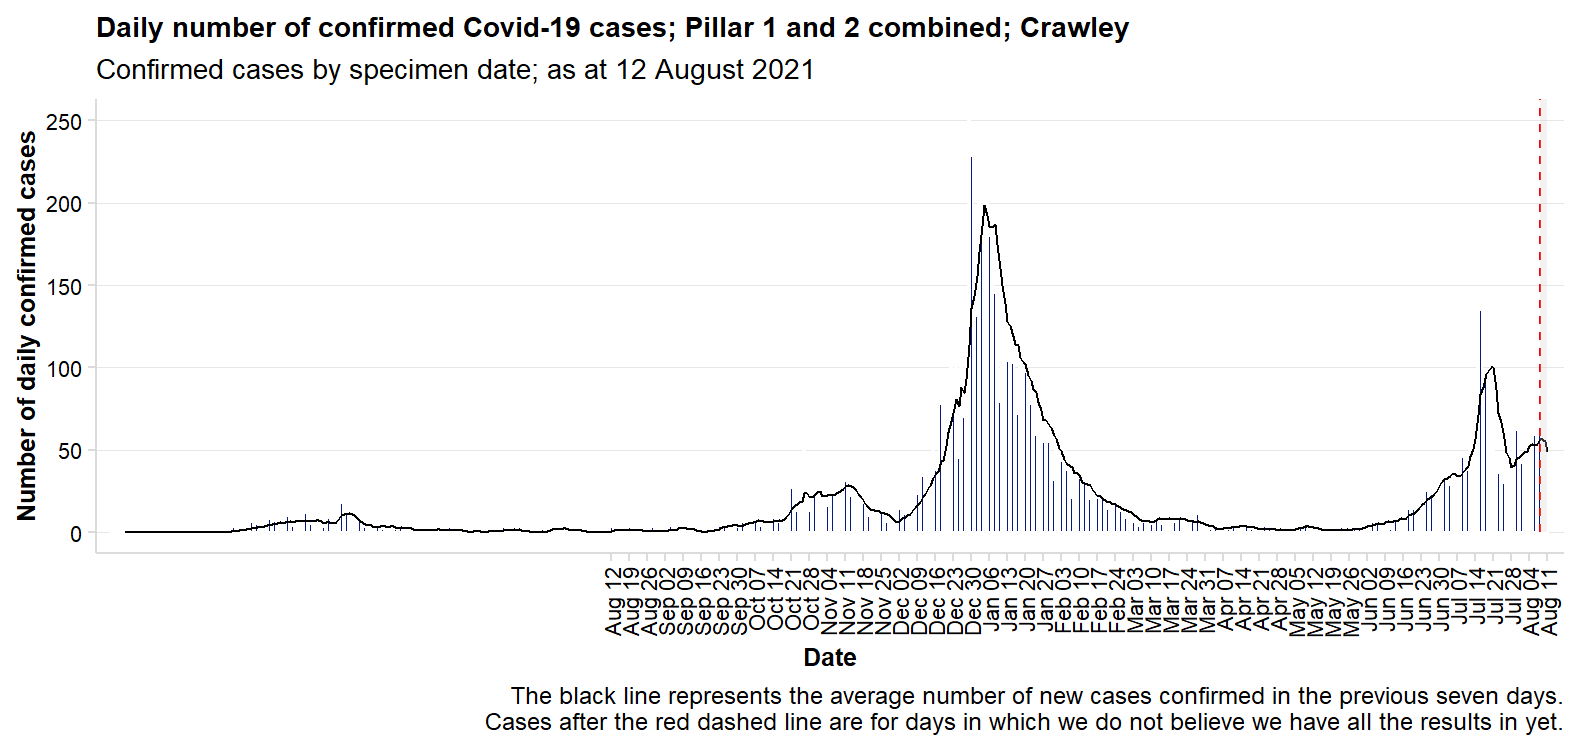 Daily number of confirmed Covid-19 cases; Pillar 1 and 2 combined; Crawley
Confirmed cases by specimen date; as at 12 August 2021
Number of daily confirmed cases
250
200
150
100
50
0
Aug 12
Aug 19
Aug 26
Sep 02
Sep 09
Sep 16
Sep 23
Sep 30
Oct 07
Oct 14
Oct 21
Oct 28
Nov 04
Nov 11
Nov 18
Nov 25
Dec 02
Dec 09
Dec 16
Dec 23
Dec 30
Jan 06
Jan 13
Jan 20
Jan 27
Feb 03
Feb 10
Feb 17
Feb 24
Mar 03
Mar 10
Mar 17
Mar 24
Mar 31
Apr 07
Apr 14
Apr 21
Apr 28
May 05
May 12
May 19
May 26
Jun 02
Jun 09
Jun 16
Jun 23
Jun 30
Jul 07
Jul 14
Jul 21
Jul 28
Aug 04
Aug 11
Date
The black line represents the average number of new cases confirmed in the previous seven days.
Cases after the red dashed line are for days in which we do not believe we have all the results in yet.